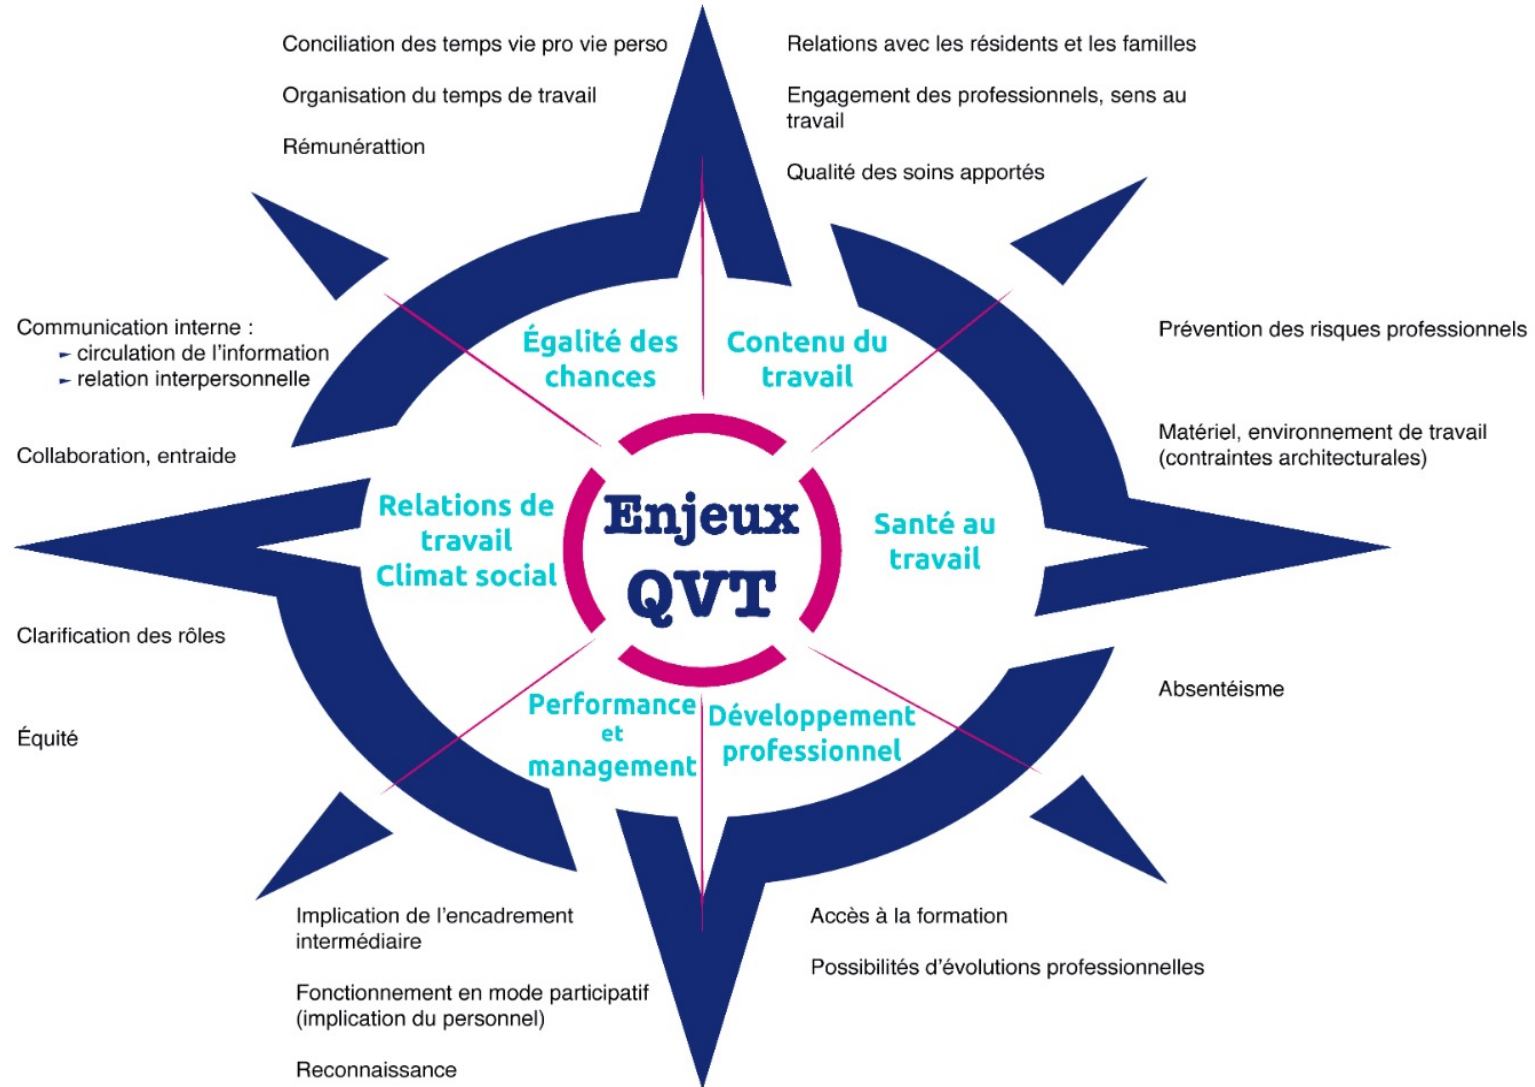 Conciliation des temps vie pro vie perso
Organisation du temps de travail
Rémunérattion
Relations avec les résidents et les familles
Engagement des professionnels, sens au
travail
Qualité des soins apportés
Communication interne :
► circulation de l’information
► relation interpersonnelle
Collaboration, entraide
Clarification des rôles
Équité
Égalité des
chances
Contenu du
travail
Relations de
travail
Climat social
Enjeux
QVT
Santé au
travail
Performance
et
management
Développement
professionnel
Prévention des risques professionnels
Matériel, environnement de travail
(contraintes architecturales)
Absentéisme
Implication de l’encadrement
intermédiaire
Fonctionnement en mode participatif
(implication du personnel)
Reconnaissance
Accès à la formation
Possibilités d’évolutions professionnelles